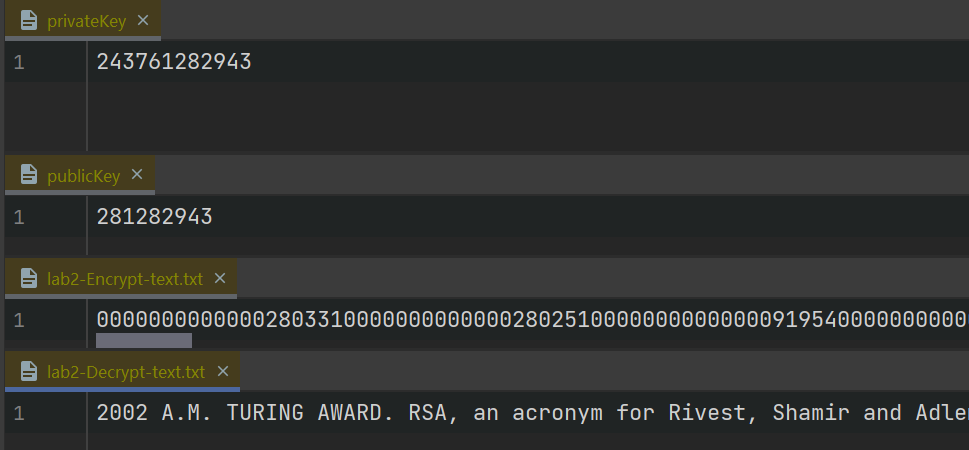 privateKey
1 243761282943
publicKey
1 281282943
lab2-Encrypt-text.txt
1 0000000000000280331000000000000028025100000000000000919540000000000
lab2-Decrypt-text.txt
1 2002 A.M. TURING AWARD. RSA, an acronym for Rivest, Shamir and Adle